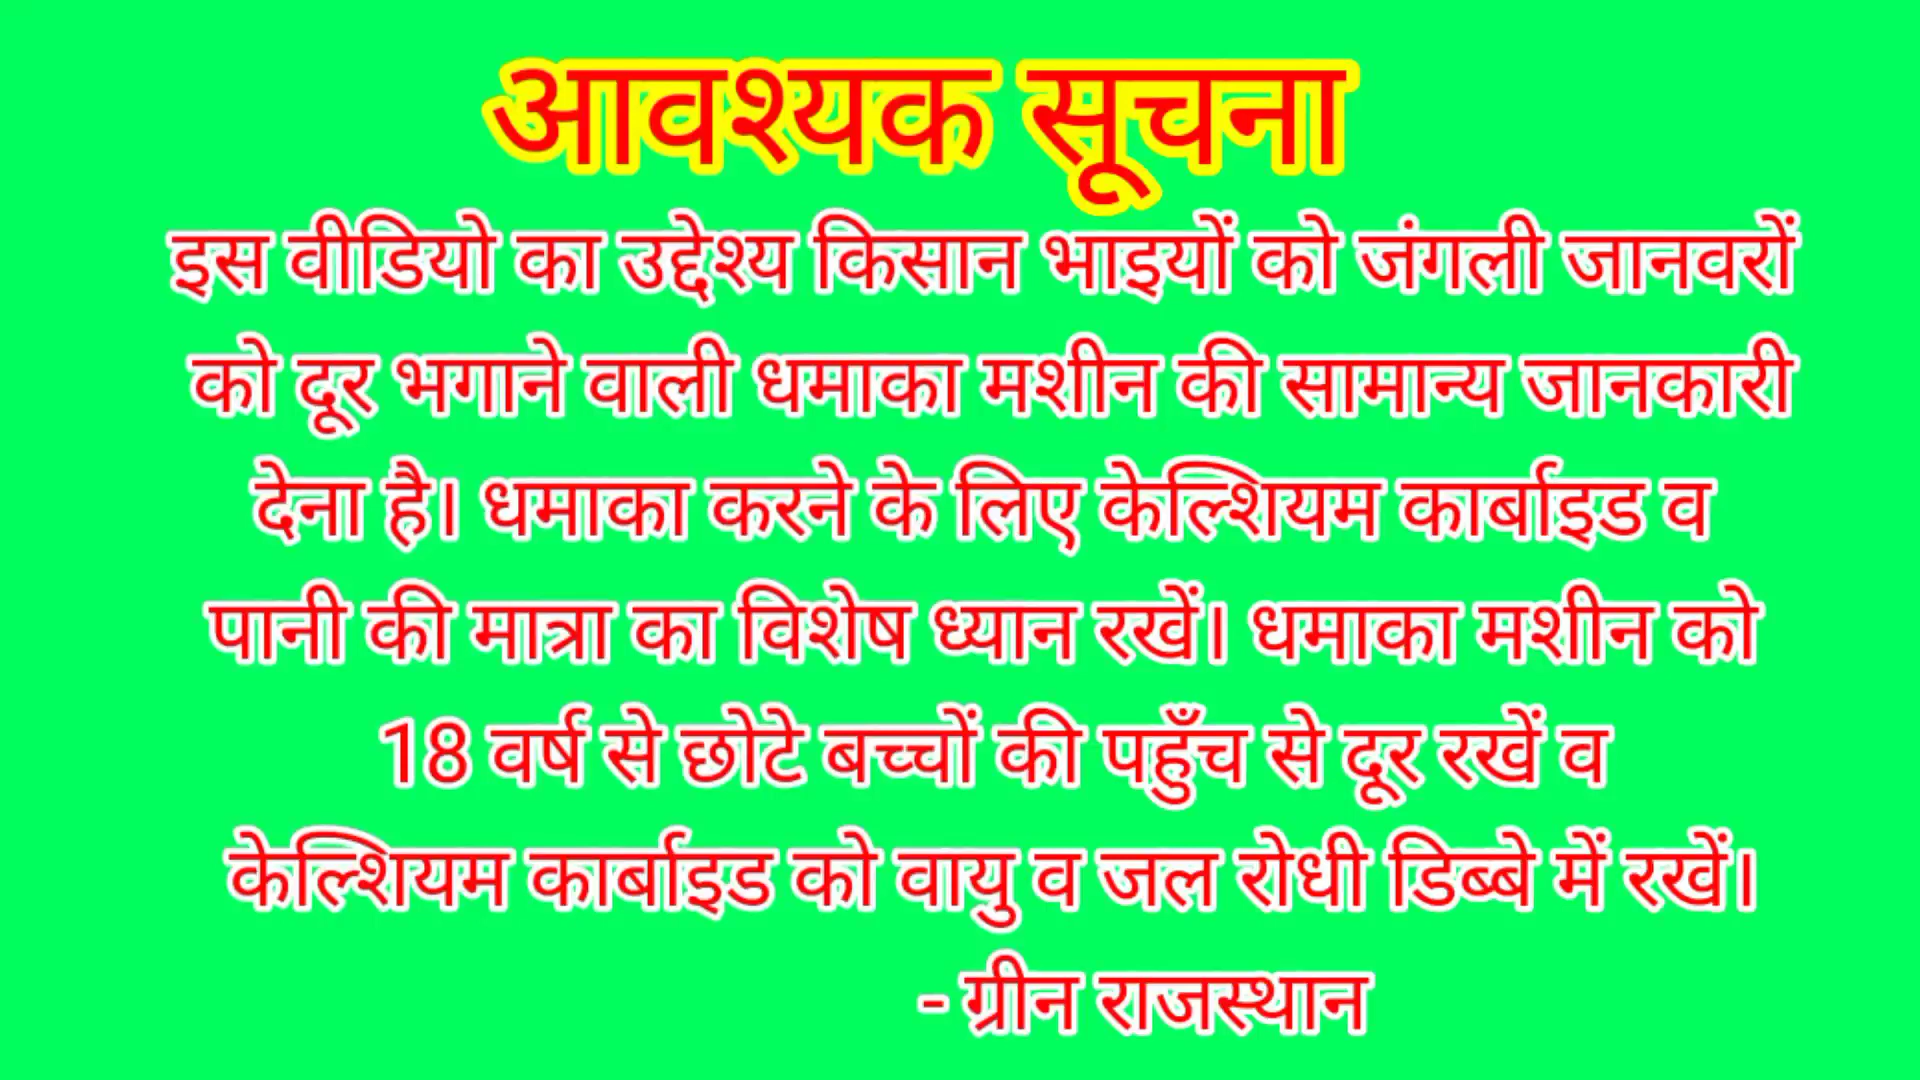 आवश्यक सूचना
इस वीडियो का उद्देश्य किसान भाइयों को जंगली जानवरों
को दूर भगाने वाली धमाका मशीन की सामान्य जानकारी
देना है। धमाका करने के लिए केल्शियम कार्बाइड व
पानी की मात्रा का विशेष ध्यान रखें। धमाका मशीन को
18 वर्ष से छोटे बच्चों की पहुँच से दूर रखें व
केल्शियम कार्बाइड को वायु व जल रोधी डिब्बे में रखें।
- ग्रीन राजस्थान